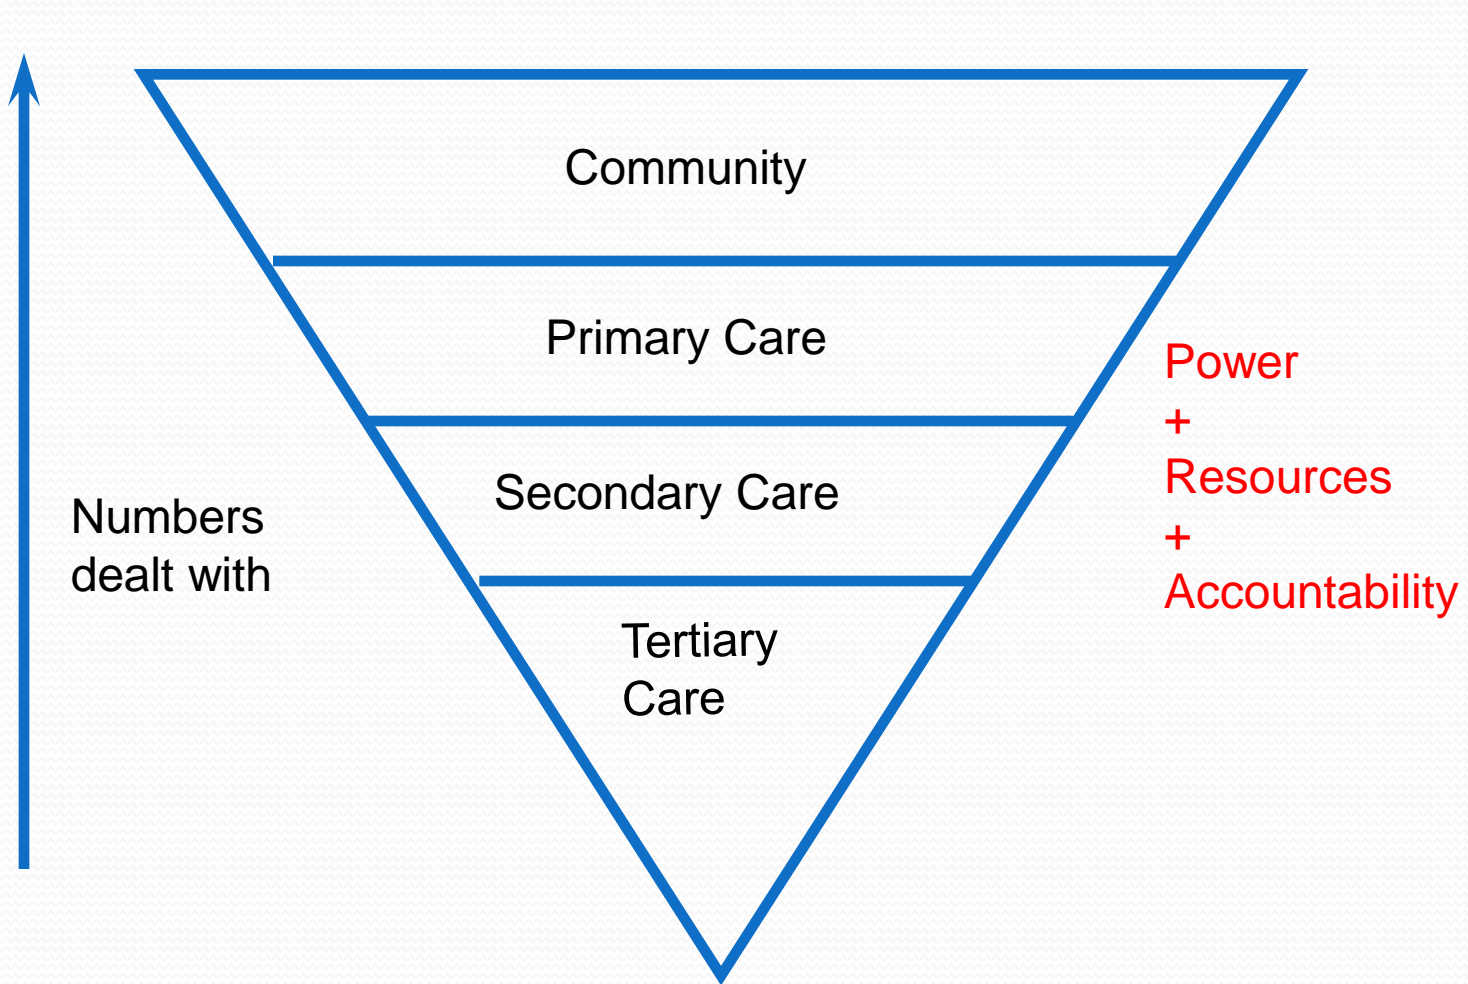 Community
Primary Care
Secondary Care
Tertiary
Care
Numbers
dealt with
Power
+
Resources
+
Accountability